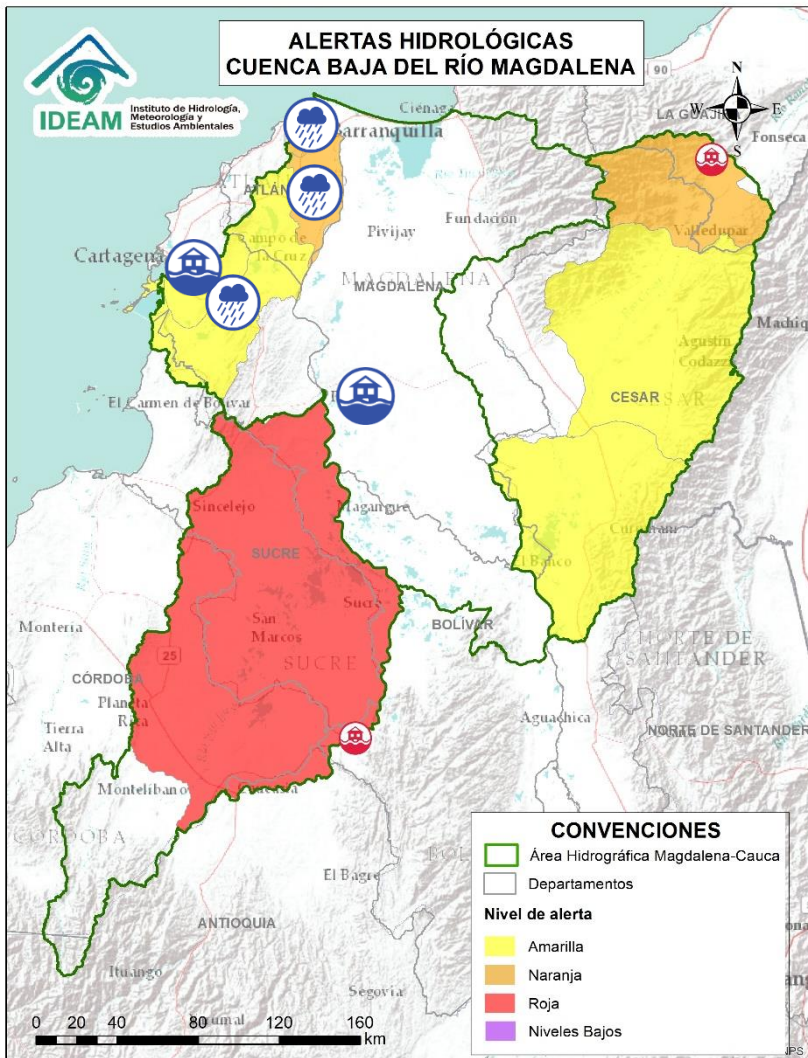 ALERTAS HIDROLÓGICAS
CUENCA BAJA DEL RÍO MAGDALENA
IDEAM
Instituto de Hidrología,
Meteorología y
Estudios Ambientales
90
N
W
E
S
Ciénaga
LA GUAJIRA
Fonseca
Barranquilla
Fundación
Pivijay
Valledupar
Cartagena
MAGDALENA
MAGDALENA
Agustín
Codazzi
CESAR
El Carmen de Bolívar
Sincelejo
Magangué
SUCRE
Sucre
El Banco
San
Marcos
BOLÍVAR
Montería
SUCRE
25
NORTE DE
SANTANDER
CÓRDOBA
Planeta
Rica
Aguachica
Tierra
Alta
NORTE DE SANTANDER
Montelíbano
CÓRDOBA
El Bagre
ANTIOQUIA
Ituango
Segovia
CONVENCIONES
Área Hidrográfica Magdalena-Cauca
Departamentos
Nivel de alerta
Amarilla
Naranja
Roja
Niveles Bajos
0 20 40 80 120 160
km